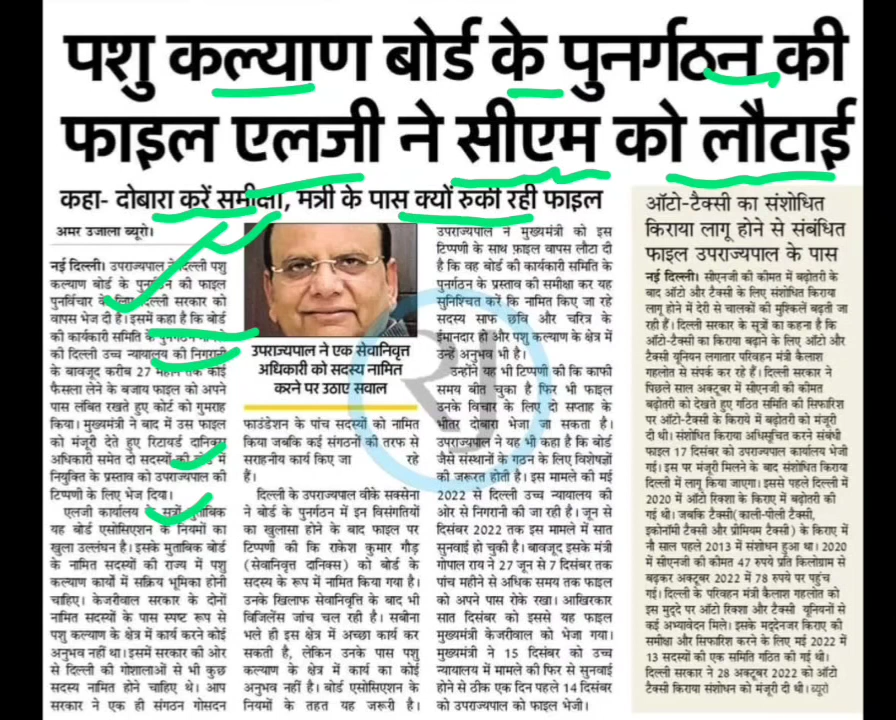 पशु कल्याण बोर्ड के पुनर्गठन की
फाइल एलजी ने सीएम को लौटाई
कहा- दोबारा करें समीक्षा, मंत्री के पास क्यों रुकी रही फाइल
अमर उजाला ब्यूरो।
नई दिल्ली। उपराज्यपाल ने दिल्ली पशु
कल्याण बोर्ड के पुनर्गठन की फाइल
पुनर्विचार के लिए दिल्ली सरकार को
वापस भेज दी है। इसमें कहा है कि बोर्ड
की कार्यकारी समिति के पुनर्गठन
की दिल्ली उच्च न्यायालय की निगरानी
के बावजूद करीब 27 महीने तक कोई
फैसला लेने के बजाय फाइल को अपने
पास लंबित रखते हुए कोर्ट को गुमराह
किया। मुख्यमंत्री ने बाद में उस फाइल
को मंजूरी देते हुए रिटायर्ड दानिक्स
अधिकारी समेत दो सदस्यों की बोर्ड में
नियुक्ति के प्रस्ताव को उपराज्यपाल की
टिप्पणी के लिए भेज दिया।
एलजी कार्यालय के सूत्रों मुताबिक
यह बोर्ड एसोसिएशन के नियमों का
खुला उल्लंघन है। इसके मुताबिक बोर्ड
के नामित सदस्यों की राज्य में पशु
कल्याण कार्यों में सक्रिय भूमिका होनी
चाहिए। केजरीवाल सरकार के दोनों
नामित सदस्यों के पास स्पष्ट रूप से
पशु कल्याण के क्षेत्र में कार्य करने कोई
अनुभव नहीं था। इसमें सरकार की ओर
से दिल्ली की गोशालाओं से भी कुछ
सदस्य नामित होने चाहिए थे। आप
सरकार ने एक ही संगठन गोसदन
उपराज्यपाल ने एक सेवानिवृत्त
अधिकारी को सदस्य नामित
करने पर उठाए सवाल
फाउंडेशन के पांच सदस्यों को नामित
किया जबकि कई संगठनों की तरफ से
सराहनीय कार्य किए जा रहे
हैं।
दिल्ली के उपराज्यपाल वीके सक्सेना
ने बोर्ड के पुनर्गठन में इन विसंगतियों
का खुलासा होने के बाद फाइल पर
टिप्पणी की कि राकेश कुमार गौड़
(सेवानिवृत्त दानिक्स) को बोर्ड के
सदस्य के रूप में नामित किया गया है।
उनके खिलाफ सेवानिवृत्ति के बाद भी
विजिलेंस जांच चल रही है। सबीना
भले ही इस क्षेत्र में अच्छा कार्य कर
सकती है, लेकिन उनके पास पशु
कल्याण के क्षेत्र में कार्य का कोई
अनुभव नहीं है। बोर्ड एसोसिएशन के
नियमों के तहत यह जरूरी है।
उपराज्यपाल ने मुख्यमंत्री को इस
टिप्पणी के साथ फ़ाइल वापस लौटा दी
है कि वह बोर्ड की कार्यकारी समिति के
पुनर्गठन के प्रस्ताव की समीक्षा कर यह
सुनिश्चित करें कि नामित किए जा रहे
सदस्य साफ छवि और चरित्र के
ईमानदार हों और पशु कल्याण के क्षेत्र में
उन्हें अनुभव भी है।
उन्होंने यह भी टिप्पणी की कि काफी
समय बीत चुका है फिर भी फाइल
उनके विचार के लिए दो सप्ताह के
भीतर दोबारा भेजा जा सकता है।
उपराज्यपाल ने यह भी कहा है कि बोर्ड
जैसे संस्थानों के गठन के लिए विशेषज्ञों
की जरूरत होती है। इस मामले की मई
2022 से दिल्ली उच्च न्यायालय की
ओर से निगरानी की जा रही है। जून से
दिसंबर 2022 तक इस मामले में सात
सुनवाई हो चुकी है। बावजूद इसके मंत्री
गोपाल राय ने 27 जून से 7 दिसंबर तक
पांच महीने से अधिक समय तक फाइल
को अपने पास रोके रखा। आखिरकार
सात दिसंबर को इससे यह फाइल
मुख्यमंत्री केजरीवाल को भेजा गया।
मुख्यमंत्री ने 15 दिसंबर को उच्च
न्यायालय में मामले की फिर से सुनवाई
होने से ठीक एक दिन पहले 14 दिसंबर
को उपराज्यपाल को फाइल भेजी।
ऑटो-टैक्सी का संशोधित
किराया लागू होने से संबंधित
फाइल उपराज्यपाल के पास
नई दिल्ली। सीएनजी की कीमत में बढ़ोतरी के
बाद ऑटो और टैक्सी के लिए संशोधित किराया
लागू होने में देरी से चालकों की मुश्किलें बढ़ती जा
रही हैं। दिल्ली सरकार के सूत्रों का कहना है कि
ऑटो-टैक्सी का किराया बढ़ाने के लिए ऑटो और
टैक्सी यूनियन लगातार परिवहन मंत्री कैलाश
गहलोत से संपर्क कर रहे हैं। दिल्ली सरकार ने
पिछले साल अक्टूबर में सीएनजी की कीमत
बढ़ोतरी को देखते हुए गठित समिति की सिफारिश
पर ऑटो-टैक्सी के किराये में बढ़ोतरी को मंजूरी
दी थी। संशोधित किराया अधिसूचित करने संबंधी
फाइल 17 दिसंबर को उपराज्यपाल कार्यालय भेजी
गई। इस पर मंजूरी मिलने के बाद संशोधित किराया
दिल्ली में लागू किया जाएगा। इससे पहले दिल्ली में
2020 में ऑटो रिक्शा के किराए में बढ़ोतरी की
गई थी। जबकि टैक्सी(काली-पीली टैक्सी,
इकोनॉमी टैक्सी और प्रीमियम टैक्सी) के किराए में
नौ साल पहले 2013 में संशोधन हुआ था। 2020
में सीएनजी की कीमत 47 रुपये प्रति किलोग्राम से
बढ़कर अक्टूबर 2022 में 78 रुपये पर पहुंच
गई। दिल्ली के परिवहन मंत्री कैलाश गहलोत को
इस मुद्दे पर ऑटो रिक्शा और टैक्सी यूनियनों से
कई अभ्यावेदन मिले। इसके मद्देनजर किराए की
समीक्षा और सिफारिश करने के लिए मई 2022 में
13 सदस्यों की एक समिति गठित की गई थी।
दिल्ली सरकार ने 28 अक्टूबर 2022 को ऑटो
टैक्सी किराया संशोधन को मंजूरी दी थी। ब्यूरो